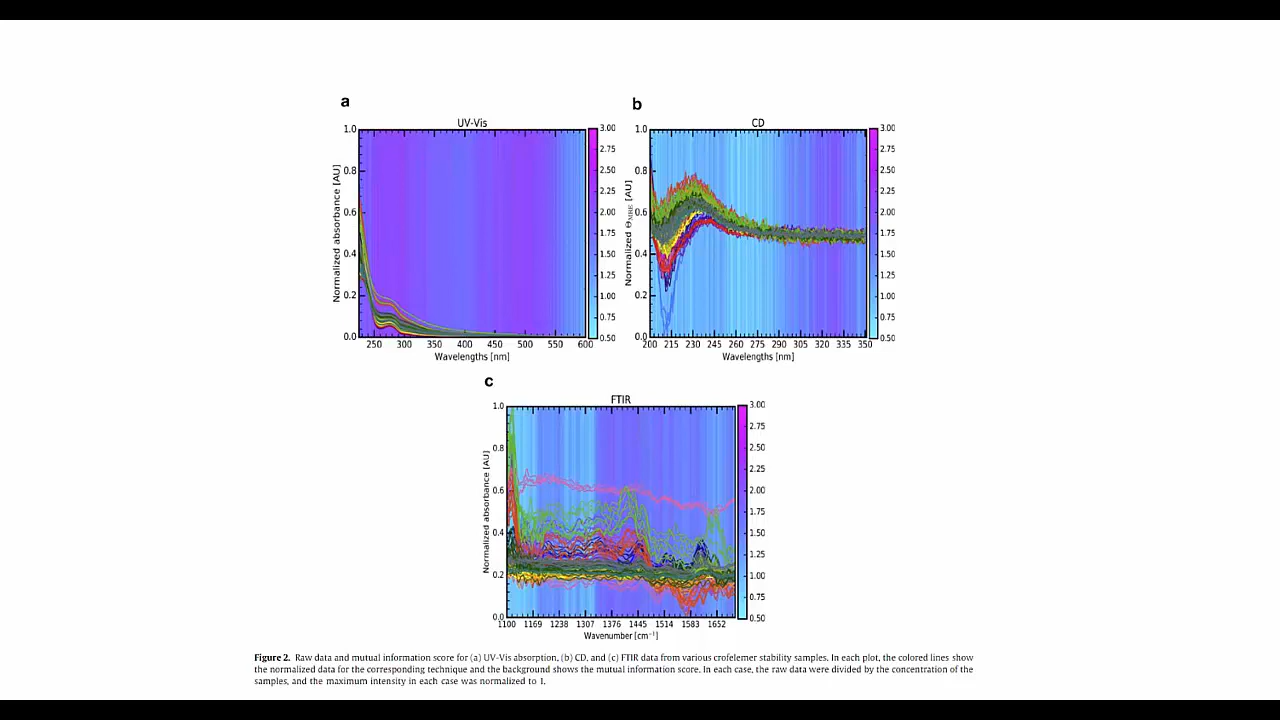 a
UV-Vis
1.0
0.8
0.6
0.4
0.2
0.0
Normalized absorbance [AU]
250 300 350 400 450 500 550 600
Wavelengths [nm]
3.00
2.75
2.50
2.25
2.00
1.75
1.50
1.25
1.00
0.75
0.50
b
CD
1.0
0.8
0.6
0.4
0.2
0.0
Normalized Θ [AU]
200 215 230 245 260 275 290 305 320 335 350
Wavelengths [nm]
3.00
2.75
2.50
2.25
2.00
1.75
1.50
1.25
1.00
0.75
0.50
c
FTIR
1.0
0.8
0.6
0.4
0.2
0.0
Normalized absorbance [AU]
1100 1169 1238 1307 1376 1445 1514 1583 1652
Wavenumber [cm⁻¹]
3.00
2.75
2.50
2.25
2.00
1.75
1.50
1.25
1.00
0.75
0.50
Figure 2. Raw data and mutual information score for (a) UV-Vis absorption, (b) CD, and (c) FTIR data from various crofelemer stability samples. In each plot, the colored lines show
the normalized data for the corresponding technique and the background shows the mutual information score. In each case, the raw data were divided by the concentration of the
samples, and the maximum intensity in each case was normalized to 1.